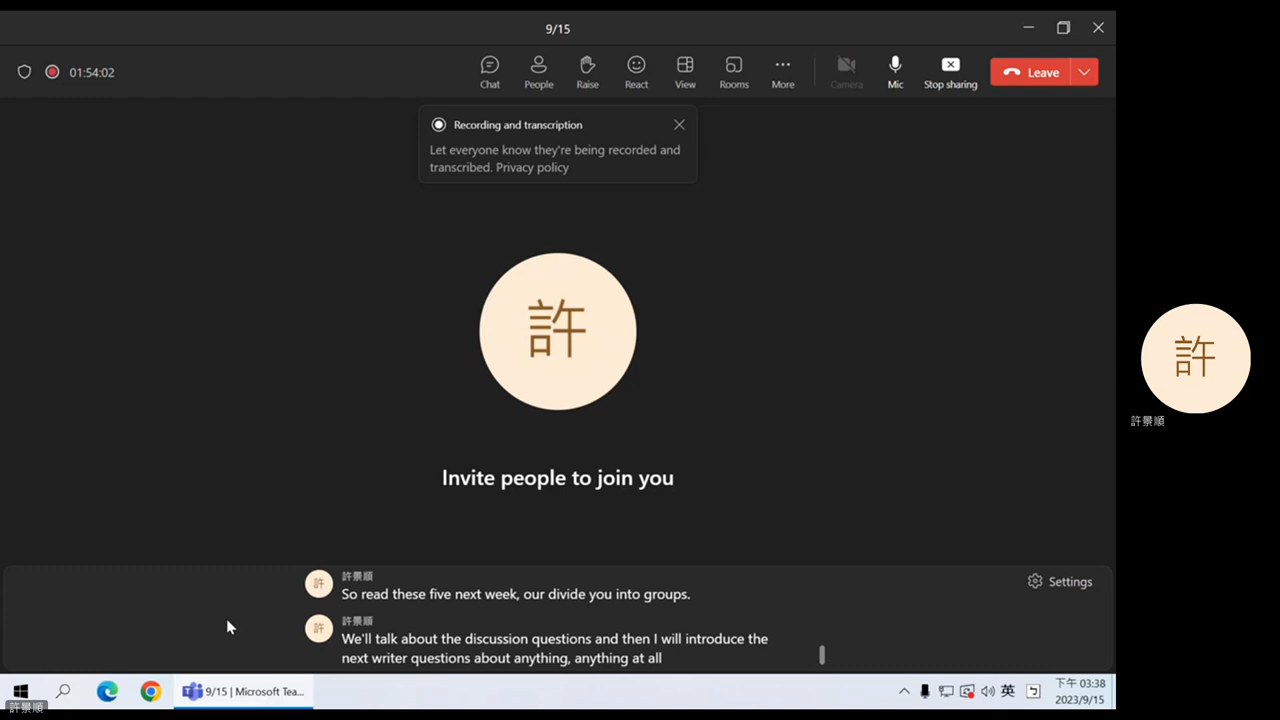 9/15
01:54:02
Chat
People
Raise
React
View
Rooms
More
Camera
Mic
Stop sharing
Leave
Recording and transcription
Let everyone know they're being recorded and
transcribed. Privacy policy
許
許
許景順
Invite people to join you
許景順
許
So read these five next week, our divide you into groups.
Settings
許景順
許
We'll talk about the discussion questions and then I will introduce the
next writer questions about anything, anything at all
9/15 | Microsoft Tea...
英
下午 03:38
2023/9/15
許景順